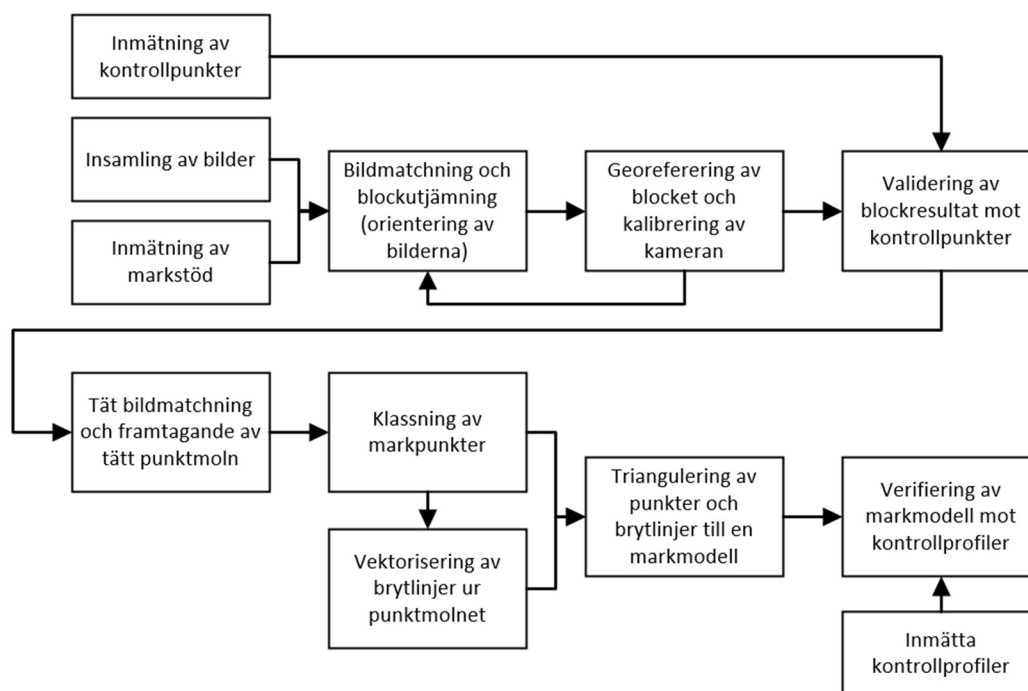 Inmätning av
kontrollpunkter
Insamling av bilder
Inmätning av
markstöd
Bildmatchning och
blockutjämning
(orientering av
bilderna)
Georeferering av
blocket och
kalibrering av
kameran
Validering av
blockresultat mot
kontrollpunkter
Tät bildmatchning
och framtagande av
tätt punktmoln
Klassning av
markpunkter
Vektorisering av
brytlinjer ur
punktmolnet
Triangulering av
punkter och
brytlinjer till en
markmodell
Verifiering av
markmodell mot
kontrollprofiler
Inmätta
kontrollprofiler